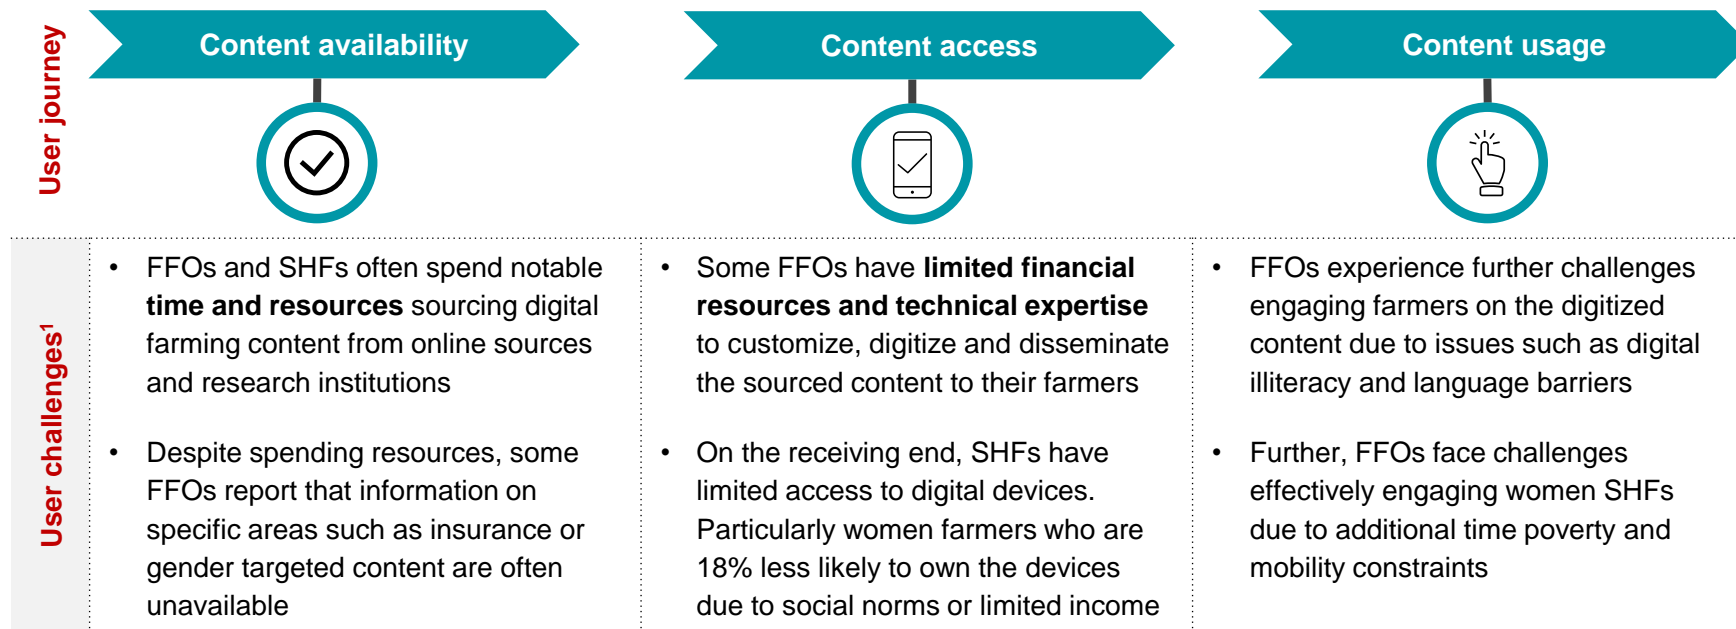 User journey
Content availability
Content access
Content usage
User challenges1
• FFOs and SHFs often spend notable
time and resources sourcing digital
farming content from online sources
and research institutions
• Despite spending resources, some
FFOs report that information on
specific areas such as insurance or
gender targeted content are often
unavailable
• Some FFOs have limited financial
resources and technical expertise
to customize, digitize and disseminate
the sourced content to their farmers
• On the receiving end, SHFs have
limited access to digital devices.
Particularly women farmers who are
18% less likely to own the devices
due to social norms or limited income
• FFOs experience further challenges
engaging farmers on the digitized
content due to issues such as digital
illiteracy and language barriers
• Further, FFOs face challenges
effectively engaging women SHFs
due to additional time poverty and
mobility constraints